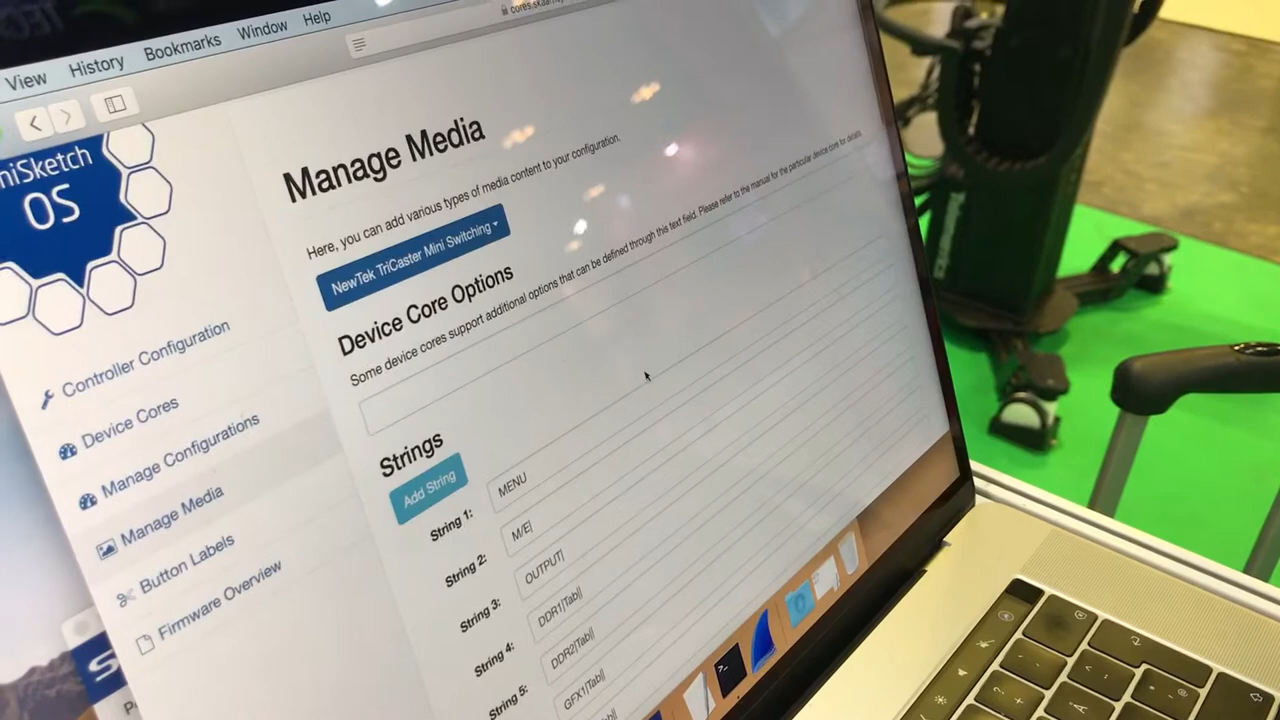 View History Bookmarks Window Help
cores.skaarhoj
niSketch
OS
Controller Configuration
Device Cores
Manage Configurations
Manage Media
Button Labels
Firmware Overview
Manage Media
Here, you can add various types of media content to your configuration.
NewTek TriCaster Mini Switching
Device Core Options
Some device cores support additional options that can be defined through this text field. Please refer to the manual for the particular device core for details.
Strings
Add String
String 1: MENU
String 2: M/E|
String 3: OUTPUT|
String 4: DDR1|Tab||
String 5: DDR2|Tab||
GFX1|Tab||